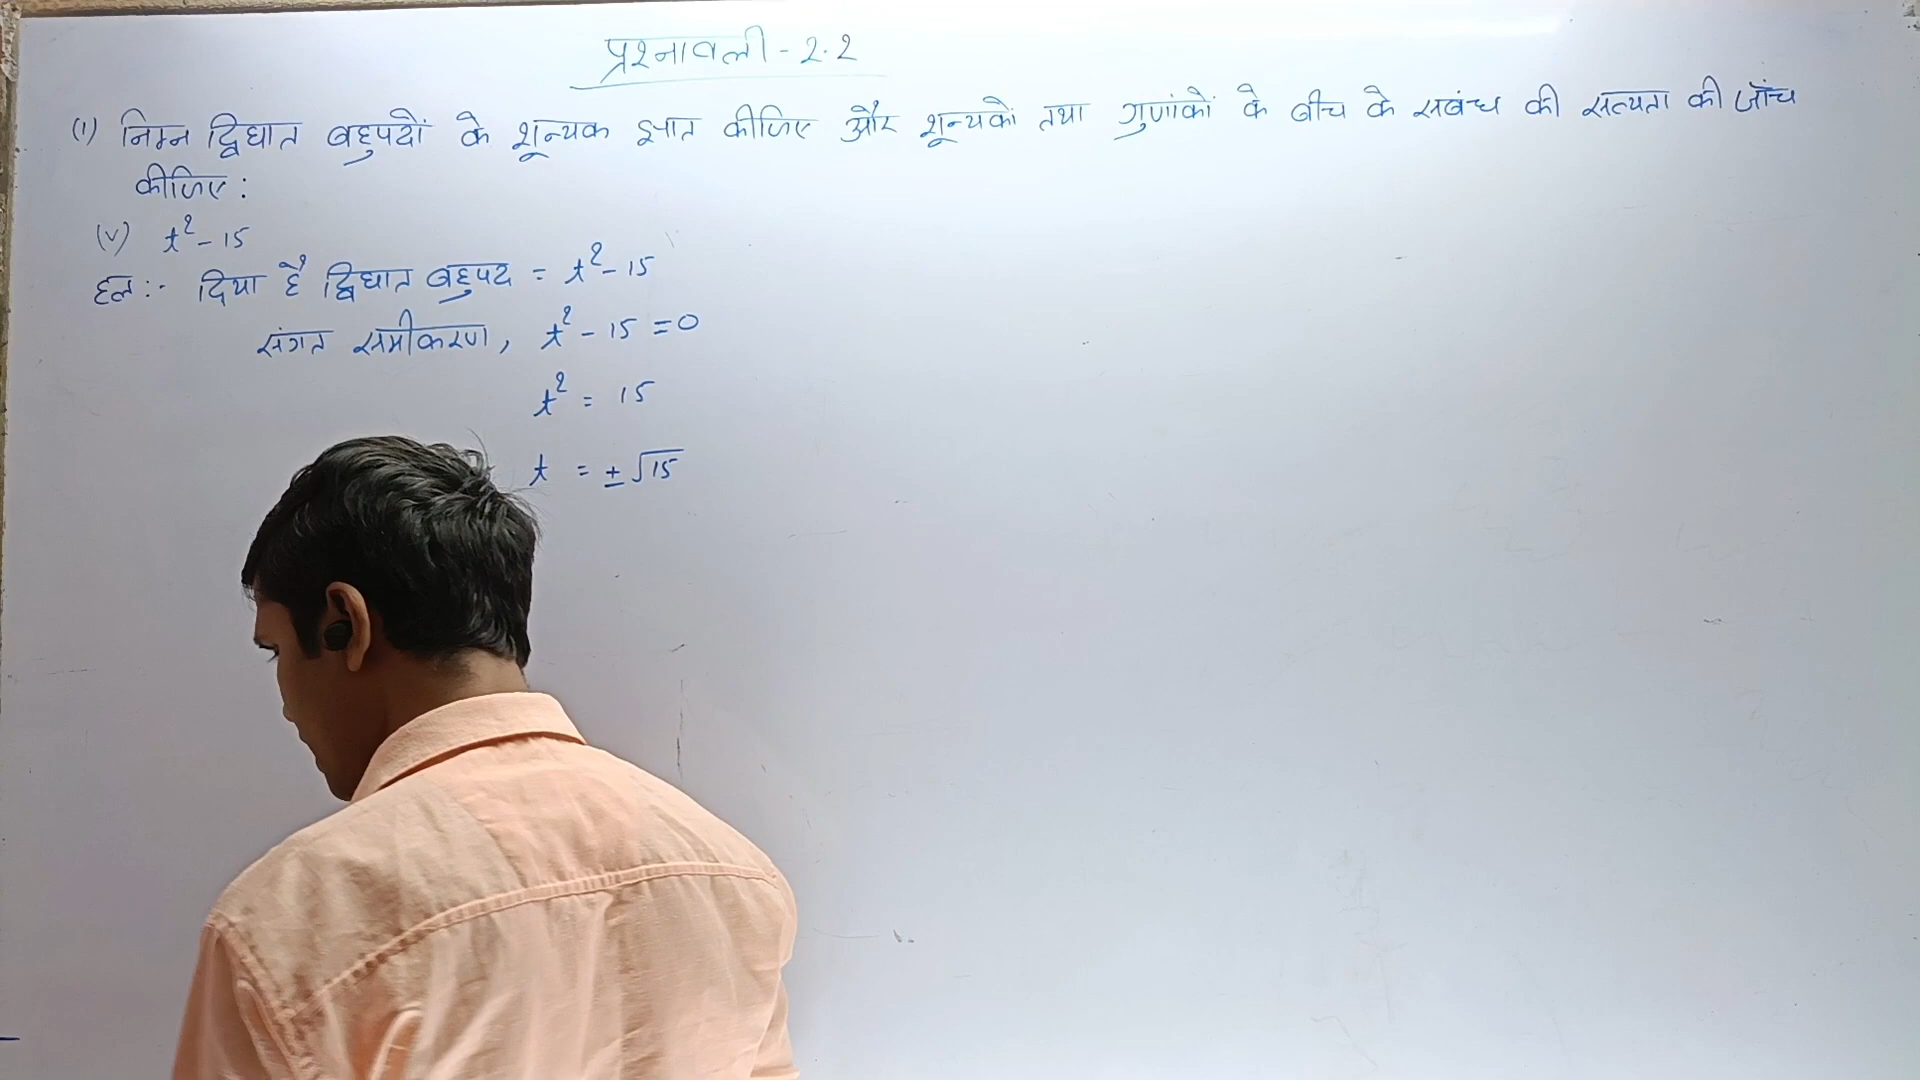 प्रश्नावली - 2.2
(1) निम्न द्विघात बहुपदों के शून्यक ज्ञात कीजिए और शून्यकों तथा गुणांकों के बीच के सबंध की सत्यता की जाँच
कीजिए :
(v) t² - 15
हल :- दिया है द्विघात बहुपद = t² - 15
संगत समीकरण, t² - 15 = 0
t² = 15
t = ± √15